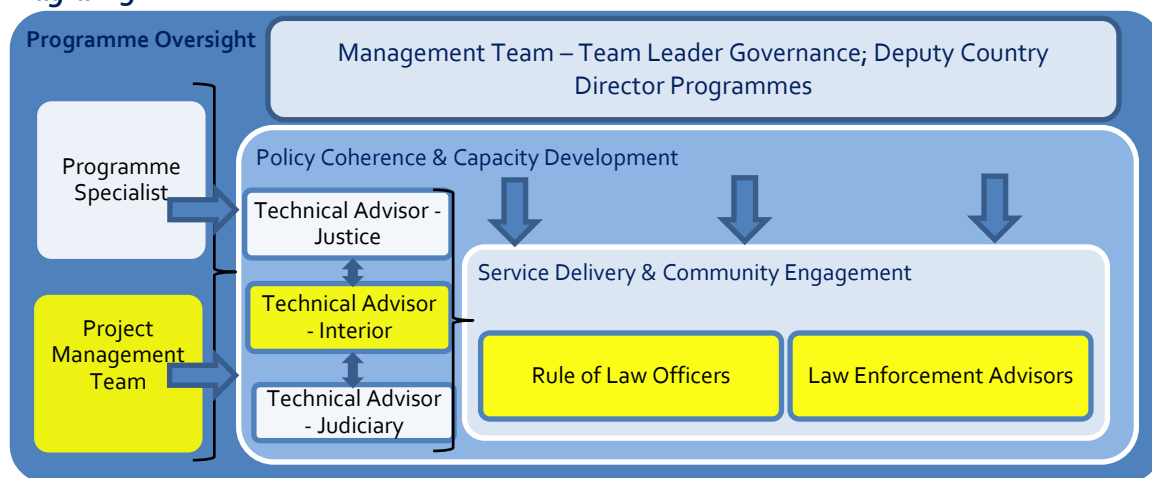 Programme Oversight
Management Team – Team Leader Governance; Deputy Country
Director Programmes
Programme
Specialist
Project
Management
Team
Policy Coherence & Capacity Development
Technical Advisor -
Justice
Technical Advisor
- Interior
Technical Advisor
- Judiciary
Service Delivery & Community Engagement
Rule of Law Officers
Law Enforcement Advisors